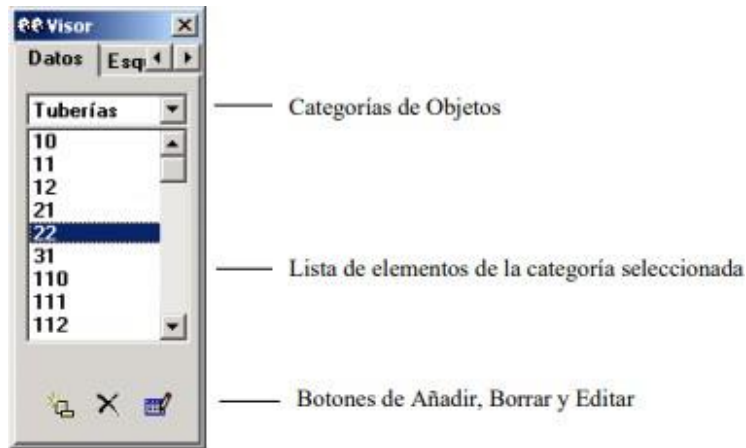 Visor
Datos
Esq
Tuberías
Categorías de Objetos
10
11
12
21
22
31
110
111
112
Lista de elementos de la categoría seleccionada
Botones de Añadir, Borrar y Editar